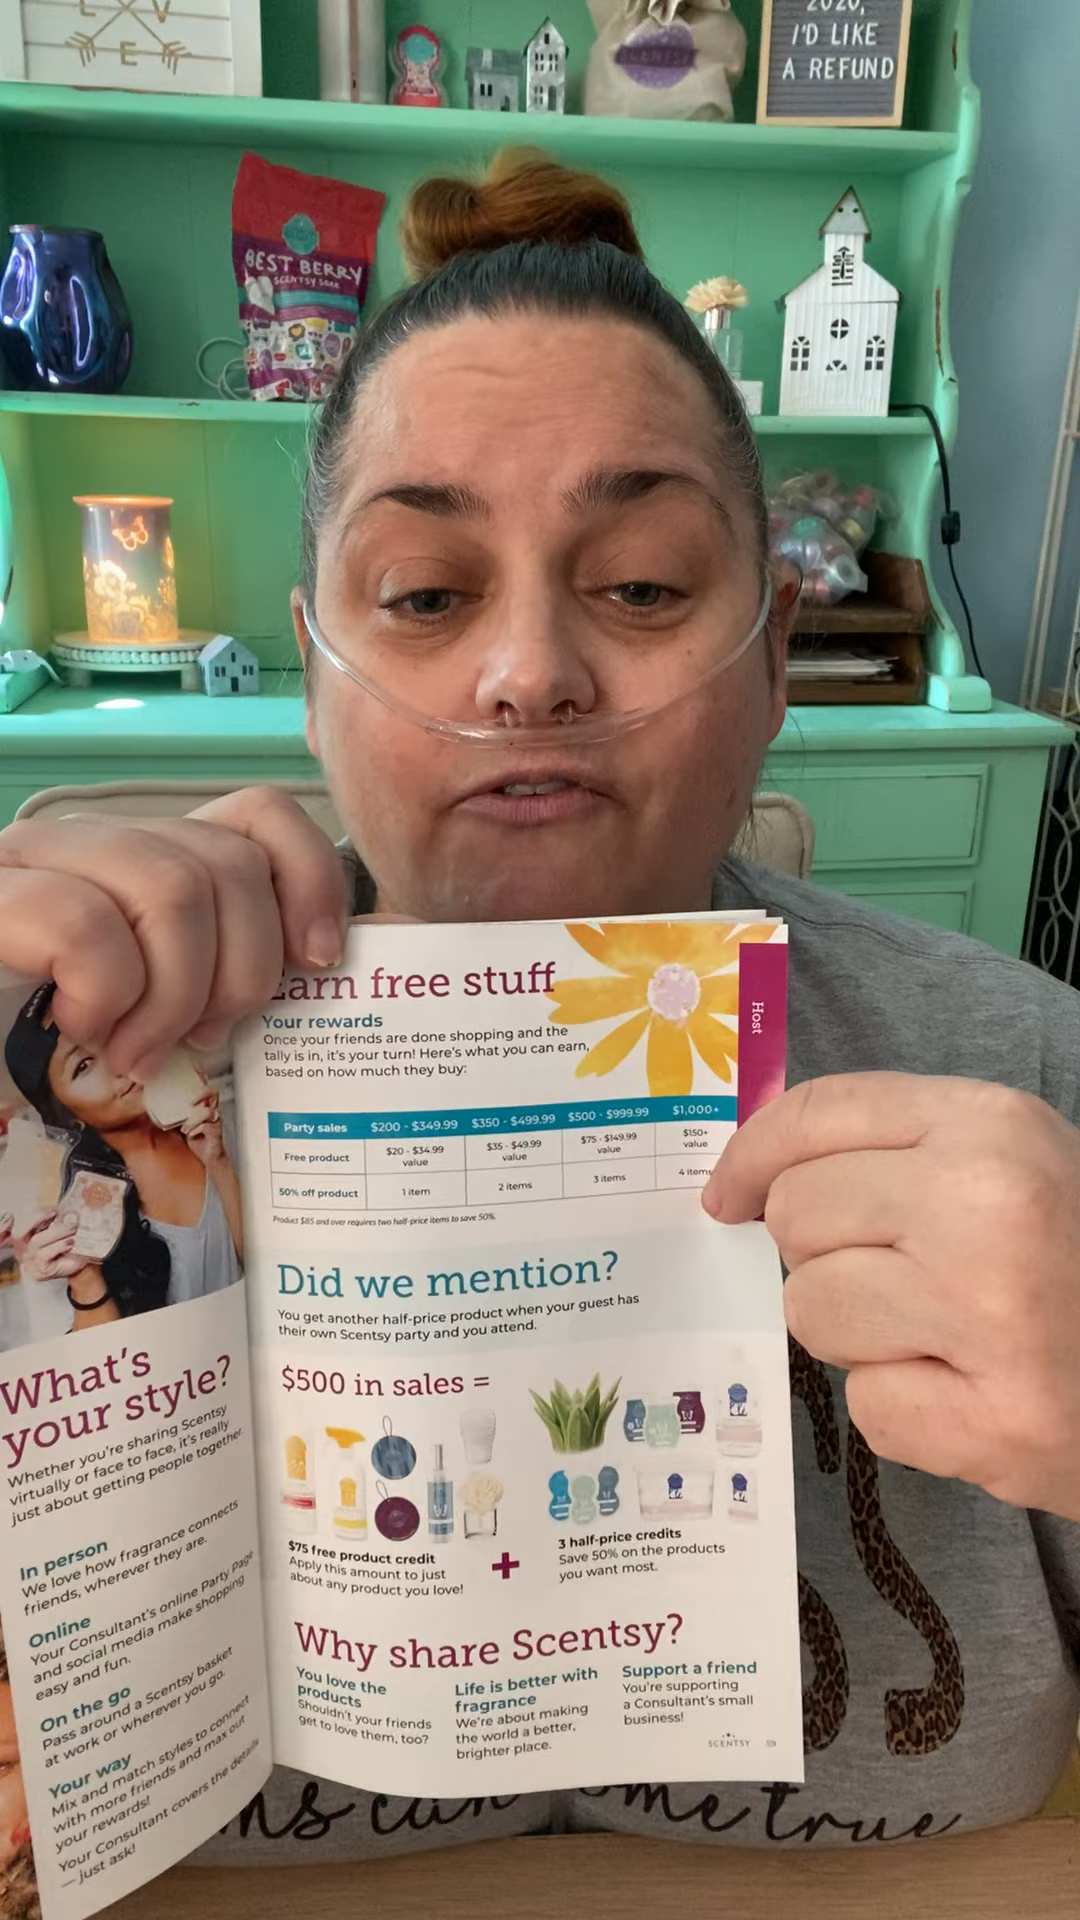 L V
E
SCENTSY
2020,
I'D LIKE
A REFUND
BEST BERRY
SCENTSY SOAK
Earn free stuff
Host
Your rewards
Once your friends are done shopping and the
tally is in, it's your turn! Here's what you can earn,
based on how much they buy:
Party sales $200 - $349.99 $350 - $499.99 $500 - $999.99 $1,000+
Free product $20 - $34.99 value $35 - $49.99 value $75 - $149.99 value $150+ value
50% off product 1 item 2 items 3 items 4 items
Product $85 and over requires two half-price items to save 50%.
Did we mention?
You get another half-price product when your guest has
their own Scentsy party and you attend.
$500 in sales =
$75 free product credit
Apply this amount to just
about any product you love!
+
3 half-price credits
Save 50% on the products
you want most.
Why share Scentsy?
You love the
products
Shouldn't your friends
get to love them, too?
Life is better with
fragrance
We're about making
the world a better,
brighter place.
Support a friend
You're supporting
a Consultant's small
business!
SCENTSY 59
What's
your style?
Whether you're sharing Scentsy
virtually or face to face, it's really
just about getting people together.
In person
We love how fragrance connects
friends, wherever they are.
Online
Your Consultant's online Party Page
and social media make shopping
easy and fun.
On the go
Pass around a Scentsy basket
at work or wherever you go.
Your way
Mix and match styles to connect
with more friends and max out
your rewards!
Your Consultant covers the details
— just ask!
ms can me true